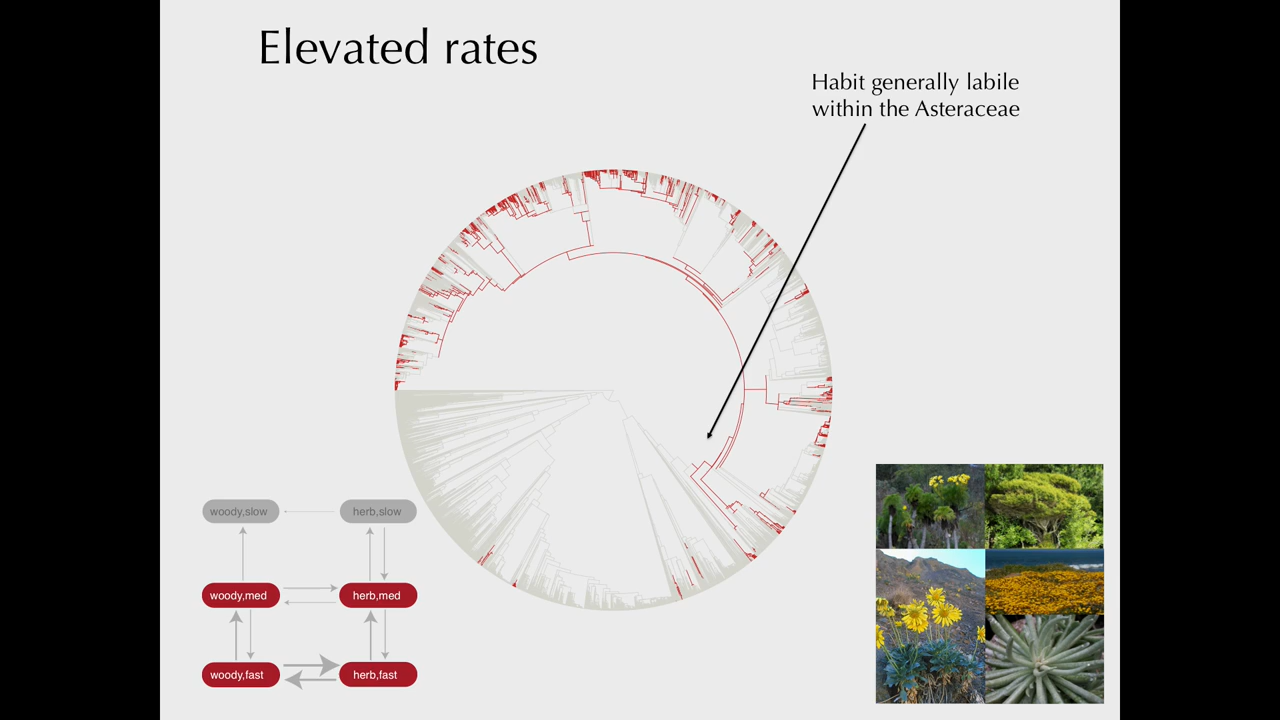 Elevated rates
Habit generally labile
within the Asteraceae
woody,slow
herb,slow
woody,med
herb,med
woody,fast
herb,fast